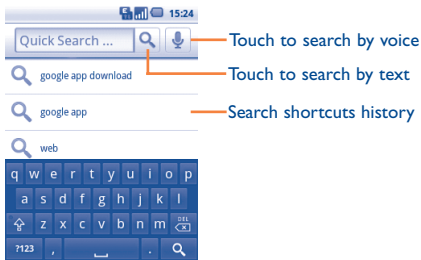 E 15:24
Quick Search ...
Touch to search by voice
google app download
Touch to search by text
google app
Search shortcuts history
web
q w e r t y u i o p
a s d f g h j k l
z x c v b n m DEL
?123 , .